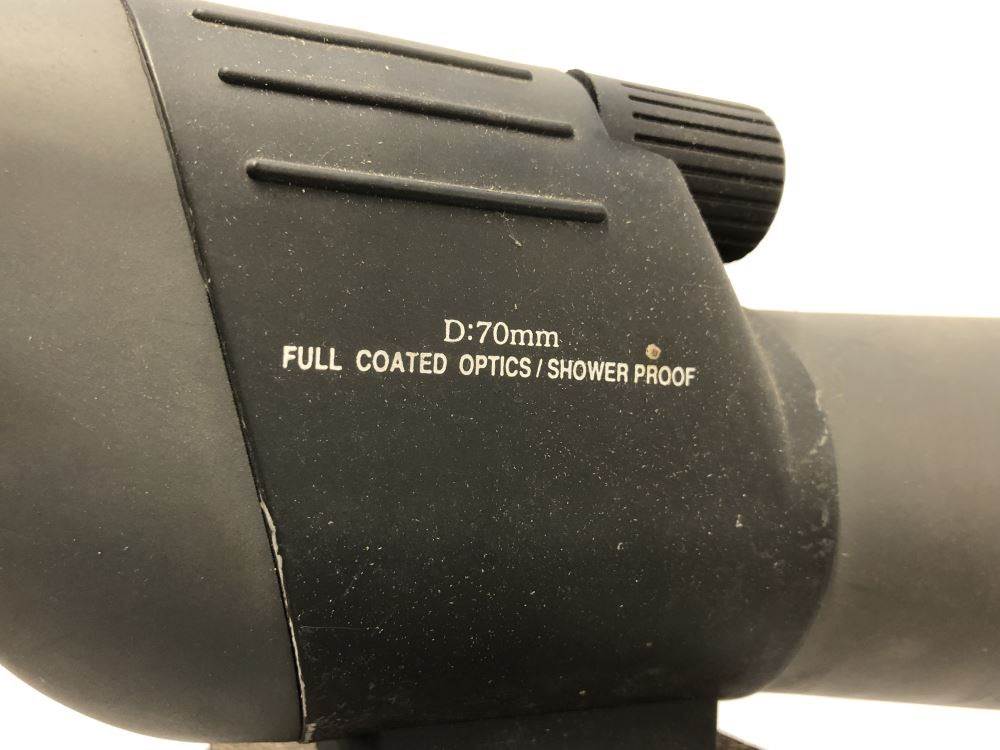 D:70mm
FULL COATED OPTICS / SHOWER PROOF